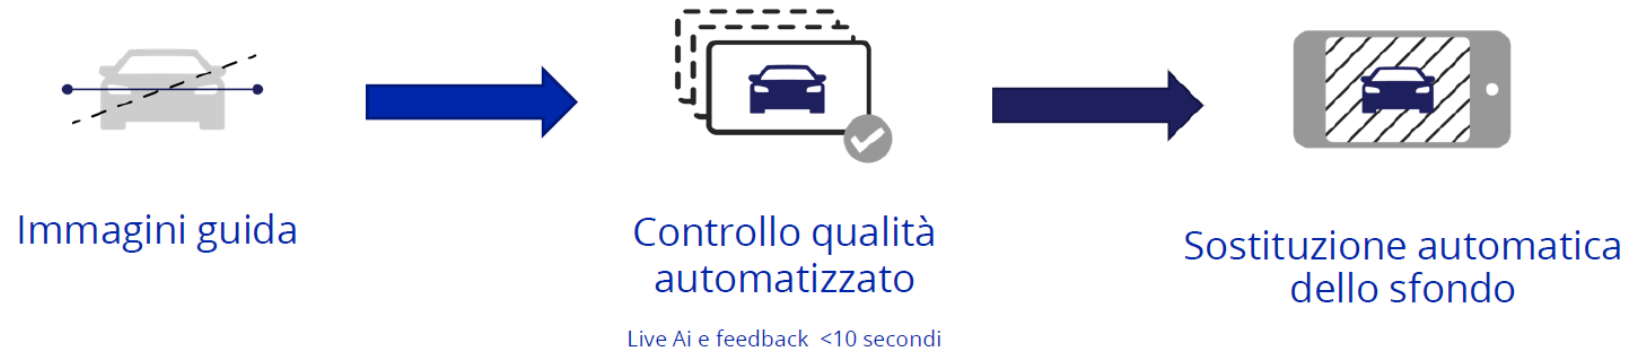 Immagini guida
Controllo qualità
automatizzato
Live Ai e feedback <10 secondi
Sostituzione automatica
dello sfondo